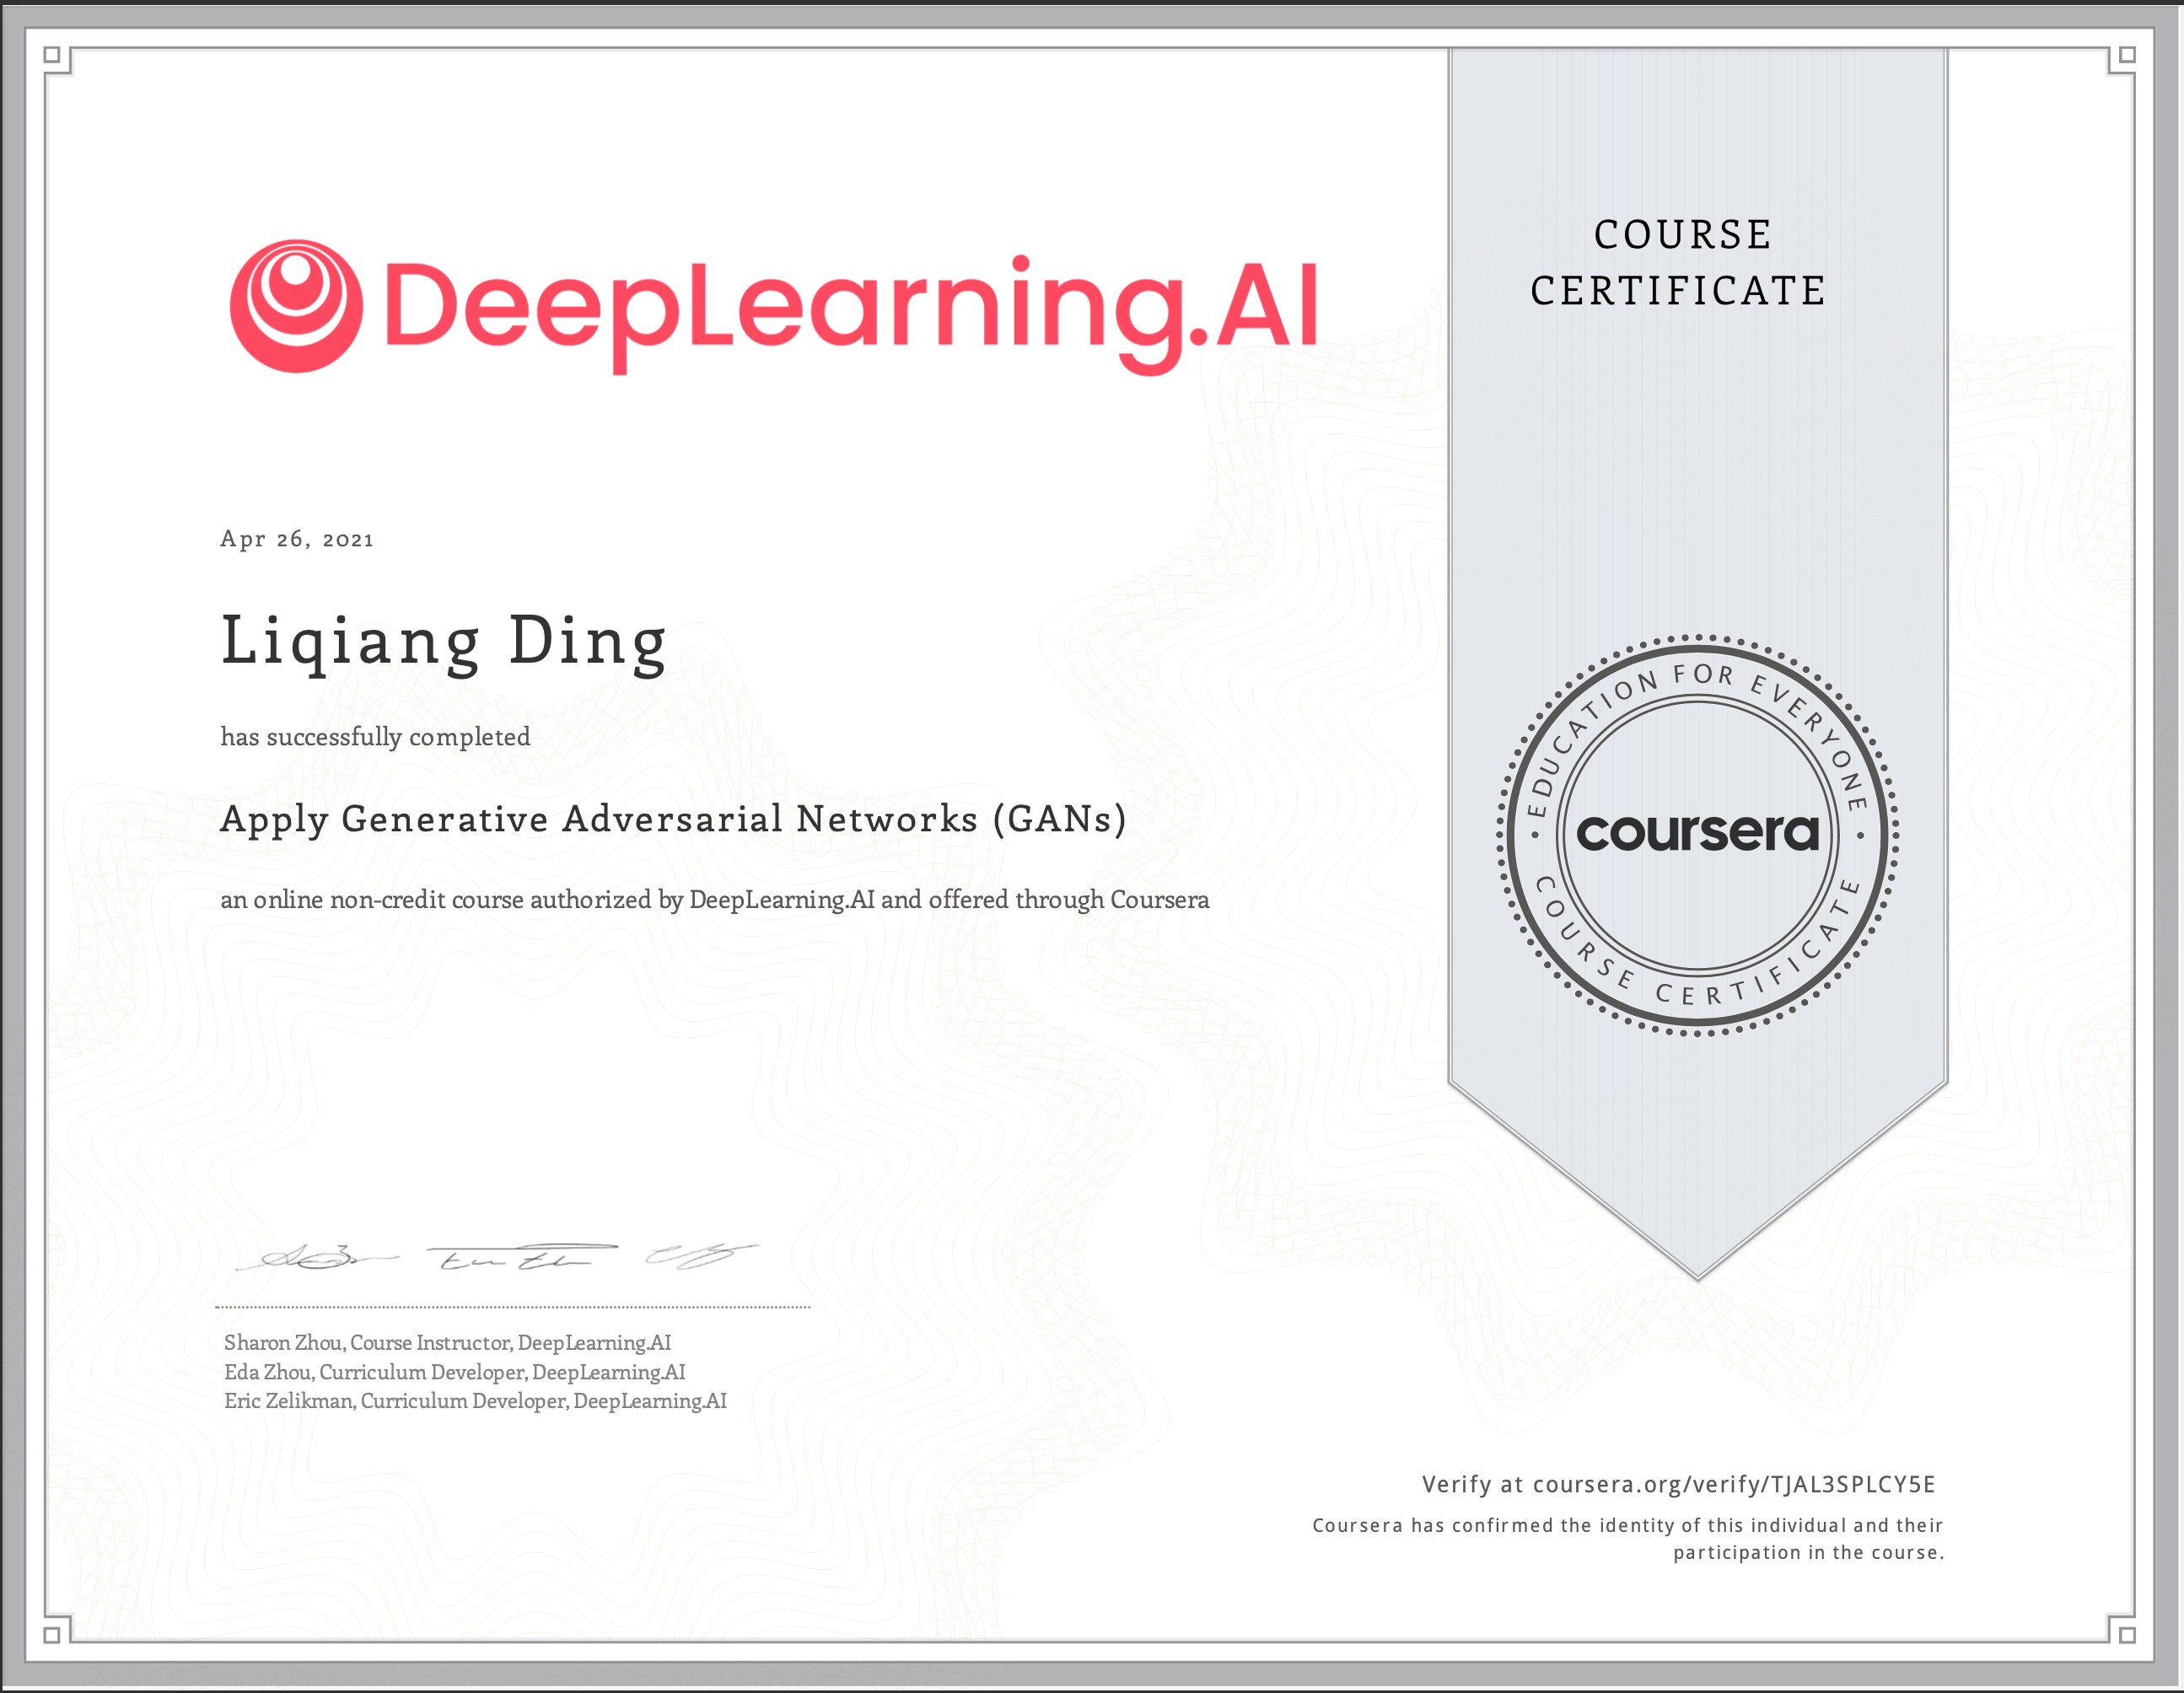 DeepLearning.AI
COURSE
CERTIFICATE
Apr 26, 2021
Liqiang Ding
has successfully completed
Apply Generative Adversarial Networks (GANs)
an online non-credit course authorized by DeepLearning.AI and offered through Coursera
• EDUCATION FOR EVERYONE •
coursera
COURSE CERTIFICATE
Sharon Zhou, Course Instructor, DeepLearning.AI
Eda Zhou, Curriculum Developer, DeepLearning.AI
Eric Zelikman, Curriculum Developer, DeepLearning.AI
Verify at coursera.org/verify/TJAL3SPLCY5E
Coursera has confirmed the identity of this individual and their
participation in the course.